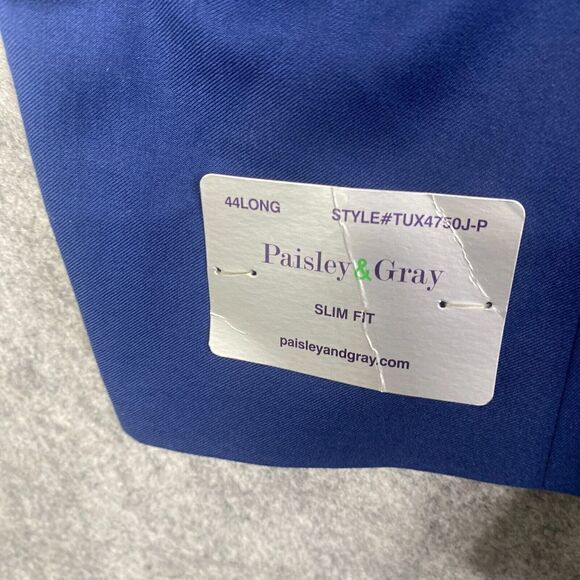 44LONG STYLE#TUX4750J-P
Paisley&Gray
SLIM FIT
paisleyandgray.com